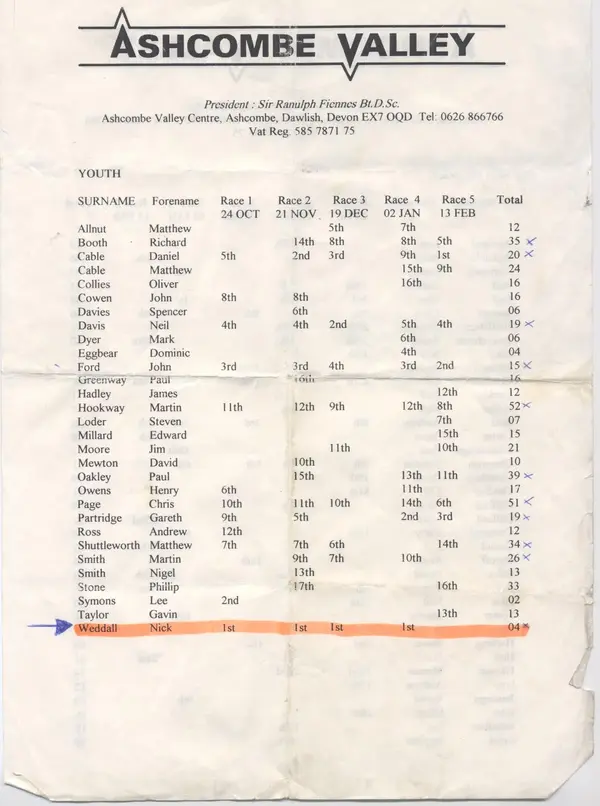 ASHCOMBE VALLEY
President : Sir Ranulph Fiennes Bt.D.Sc.
Ashcombe Valley Centre, Ashcombe, Dawlish, Devon EX7 OQD Tel: 0626 866766
Vat Reg. 585 7871 75
YOUTH
SURNAME Forename Race 1 Race 2 Race 3 Race 4 Race 5 Total
24 OCT 21 NOV. 19 DEC 02 JAN 13 FEB
Allnut Matthew 5th 7th 12
Booth Richard 14th 8th 8th 5th 35 ×
Cable Daniel 5th 2nd 3rd 9th 1st 20 ×
Cable Matthew 15th 9th 24
Collies Oliver 16th 16
Cowen John 8th 8th 16
Davies Spencer 6th 06
Davis Neil 4th 4th 2nd 5th 4th 19 ×
Dyer Mark 6th 06
Eggbear Dominic 4th 04
Ford John 3rd 3rd 4th 3rd 2nd 15 ×
Greenway Paul 16th 16
Hadley James 12th 12
Hookway Martin 11th 12th 9th 12th 8th 52 ×
Loder Steven 7th 07
Millard Edward 15th 15
Moore Jim 11th 10th 21
Mewton David 10th 10
Oakley Paul 15th 13th 11th 39 ×
Owens Henry 6th 11th 17
Page Chris 10th 11th 10th 14th 6th 51 ×
Partridge Gareth 9th 5th 2nd 3rd 19 ×
Ross Andrew 12th 12
Shuttleworth Matthew 7th 7th 6th 14th 34 ×
Smith Martin 9th 7th 10th 26 ×
Smith Nigel 13th 13
Stone Phillip 17th 16th 33
Symons Lee 2nd 02
Taylor Gavin 13th 13
Weddall Nick 1st 1st 1st 1st 04 ×